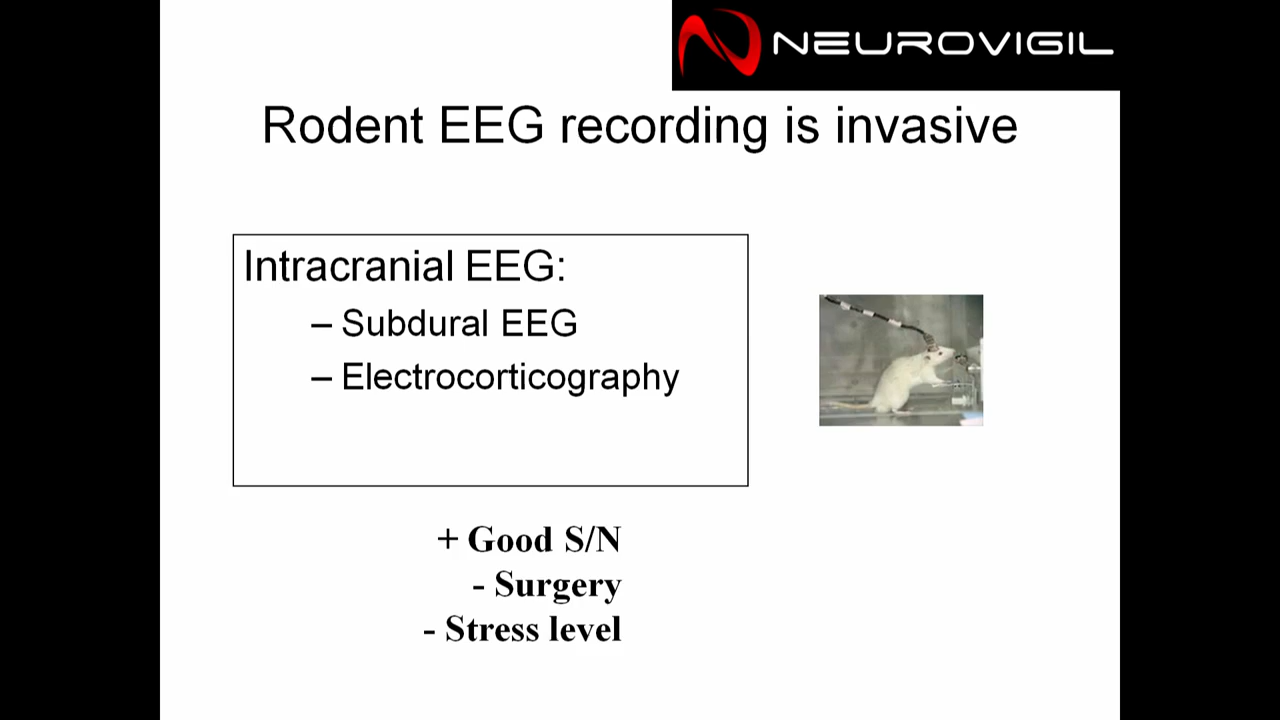 NEUROVIGIL
Rodent EEG recording is invasive
Intracranial EEG:
– Subdural EEG
– Electrocorticography
+ Good S/N
- Surgery
- Stress level